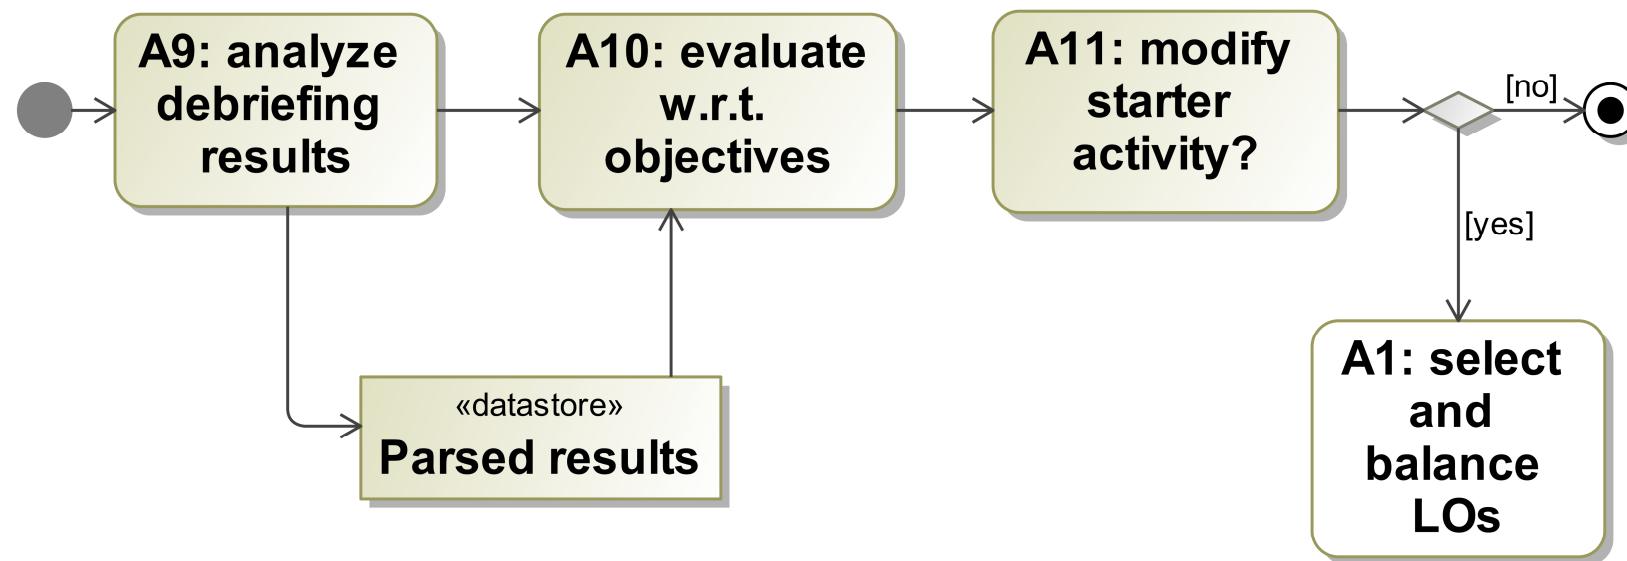 A9: analyze
debriefing
results
A10: evaluate
w.r.t.
objectives
A11: modify
starter
activity?
[no]
[yes]
«datastore»
Parsed results
A1: select
and
balance
LOs